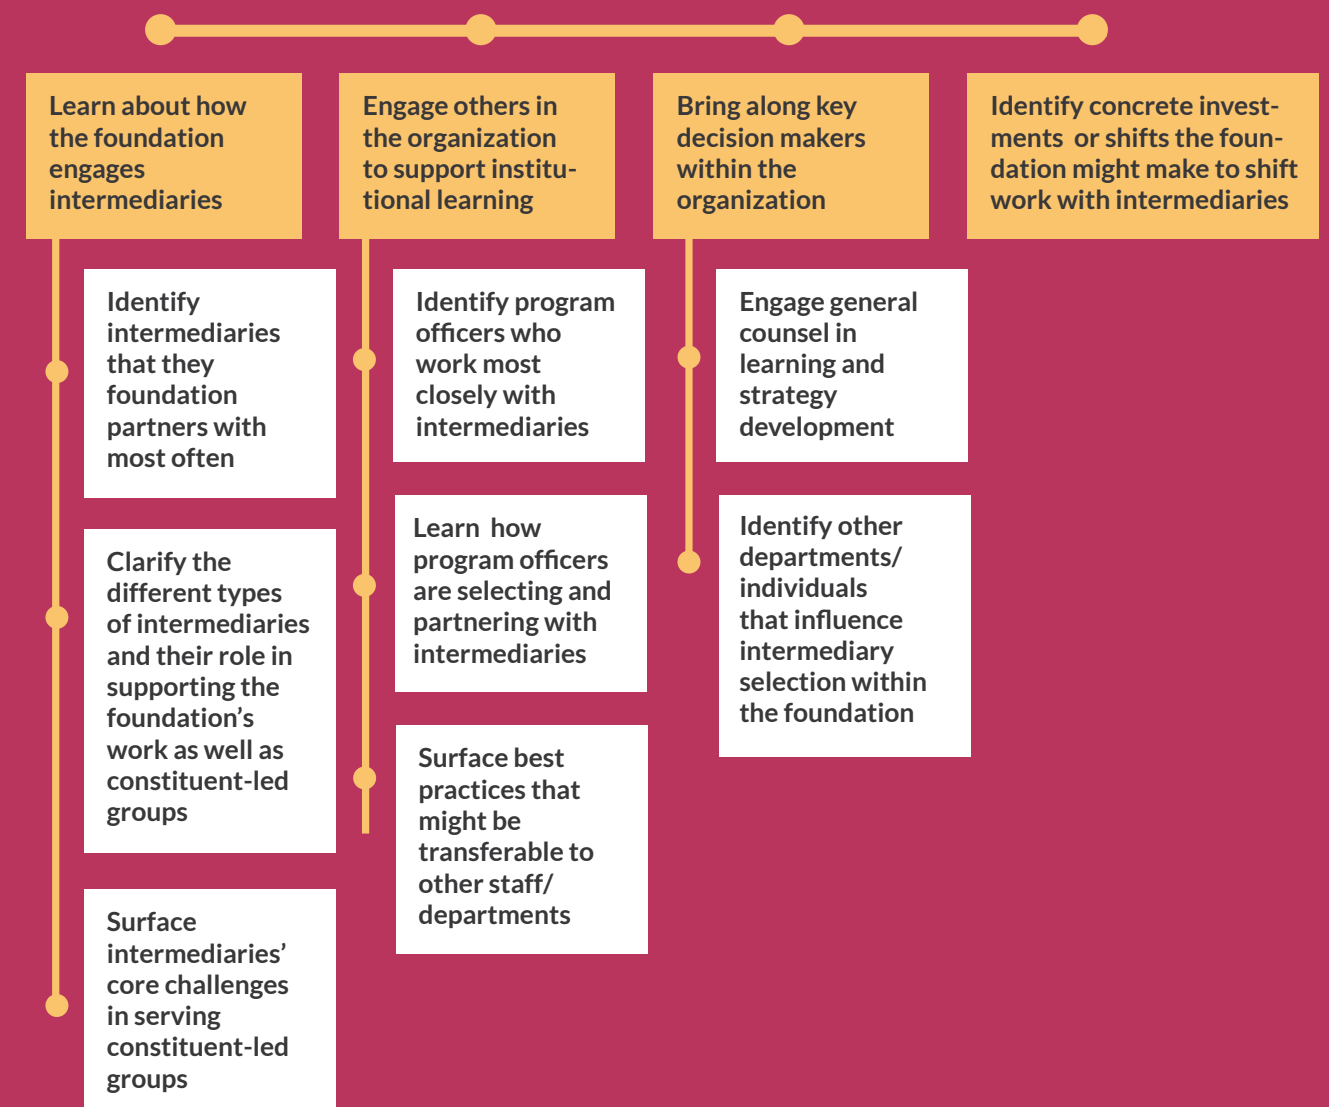 Learn about how
the foundation
engages
intermediaries
Identify
intermediaries
that they
foundation
partners with
most often
Clarify the
different types
of intermediaries
and their role in
supporting the
foundation’s
work as well as
constituent-led
groups
Surface
intermediaries’
core challenges
in serving
constituent-led
groups
Engage others in
the organization
to support institu-
tional learning
Identify program
officers who
work most
closely with
intermediaries
Learn  how
program officers
are selecting and
partnering with
intermediaries
Surface best
practices that
might be
transferable to
other staff/
departments
Bring along key
decision makers
within the
organization
Engage general
counsel in
learning and
strategy
development
Identify other
departments/
individuals
that influence
intermediary
selection within
the foundation
Identify concrete invest-
ments  or shifts the foun-
dation might make to shift
work with intermediaries